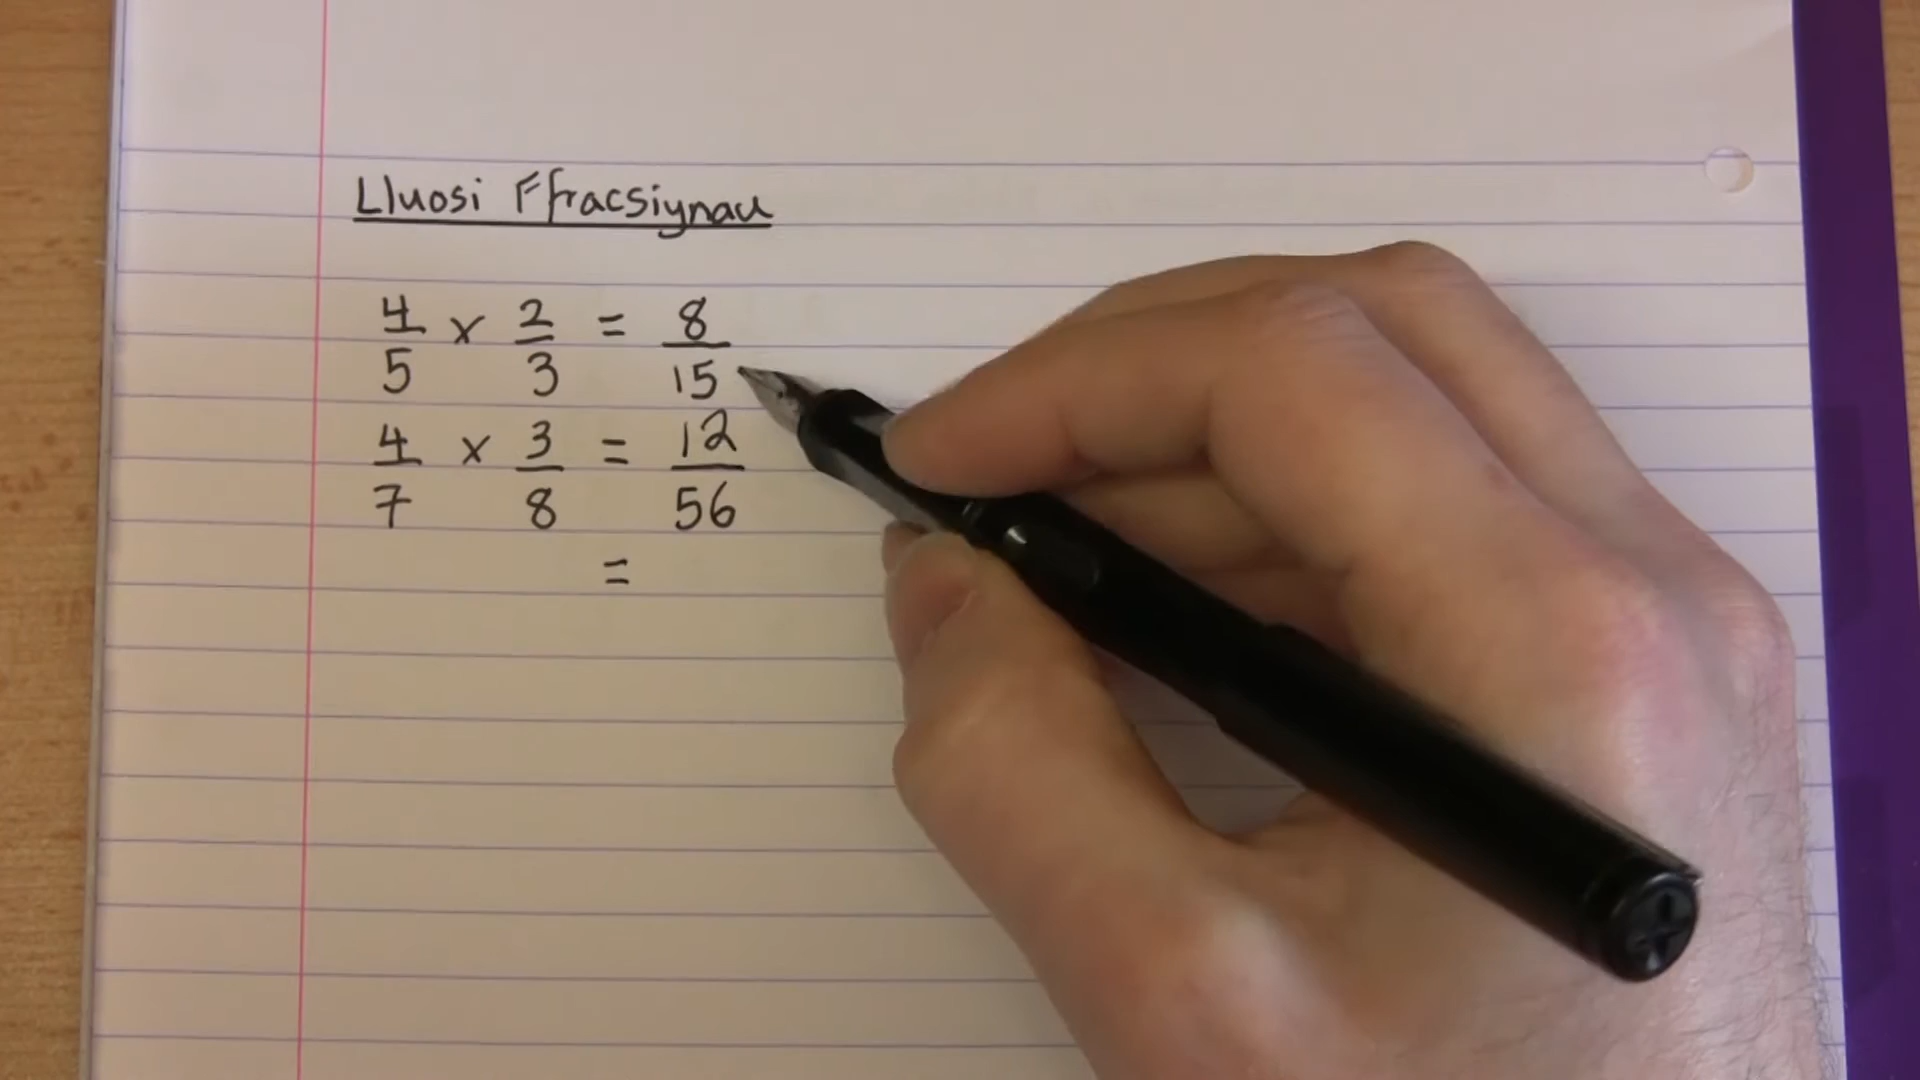 Lluosi Ffracsiynau
4/5 x 2/3 = 8/15
4/7 x 3/8 = 12/56
=